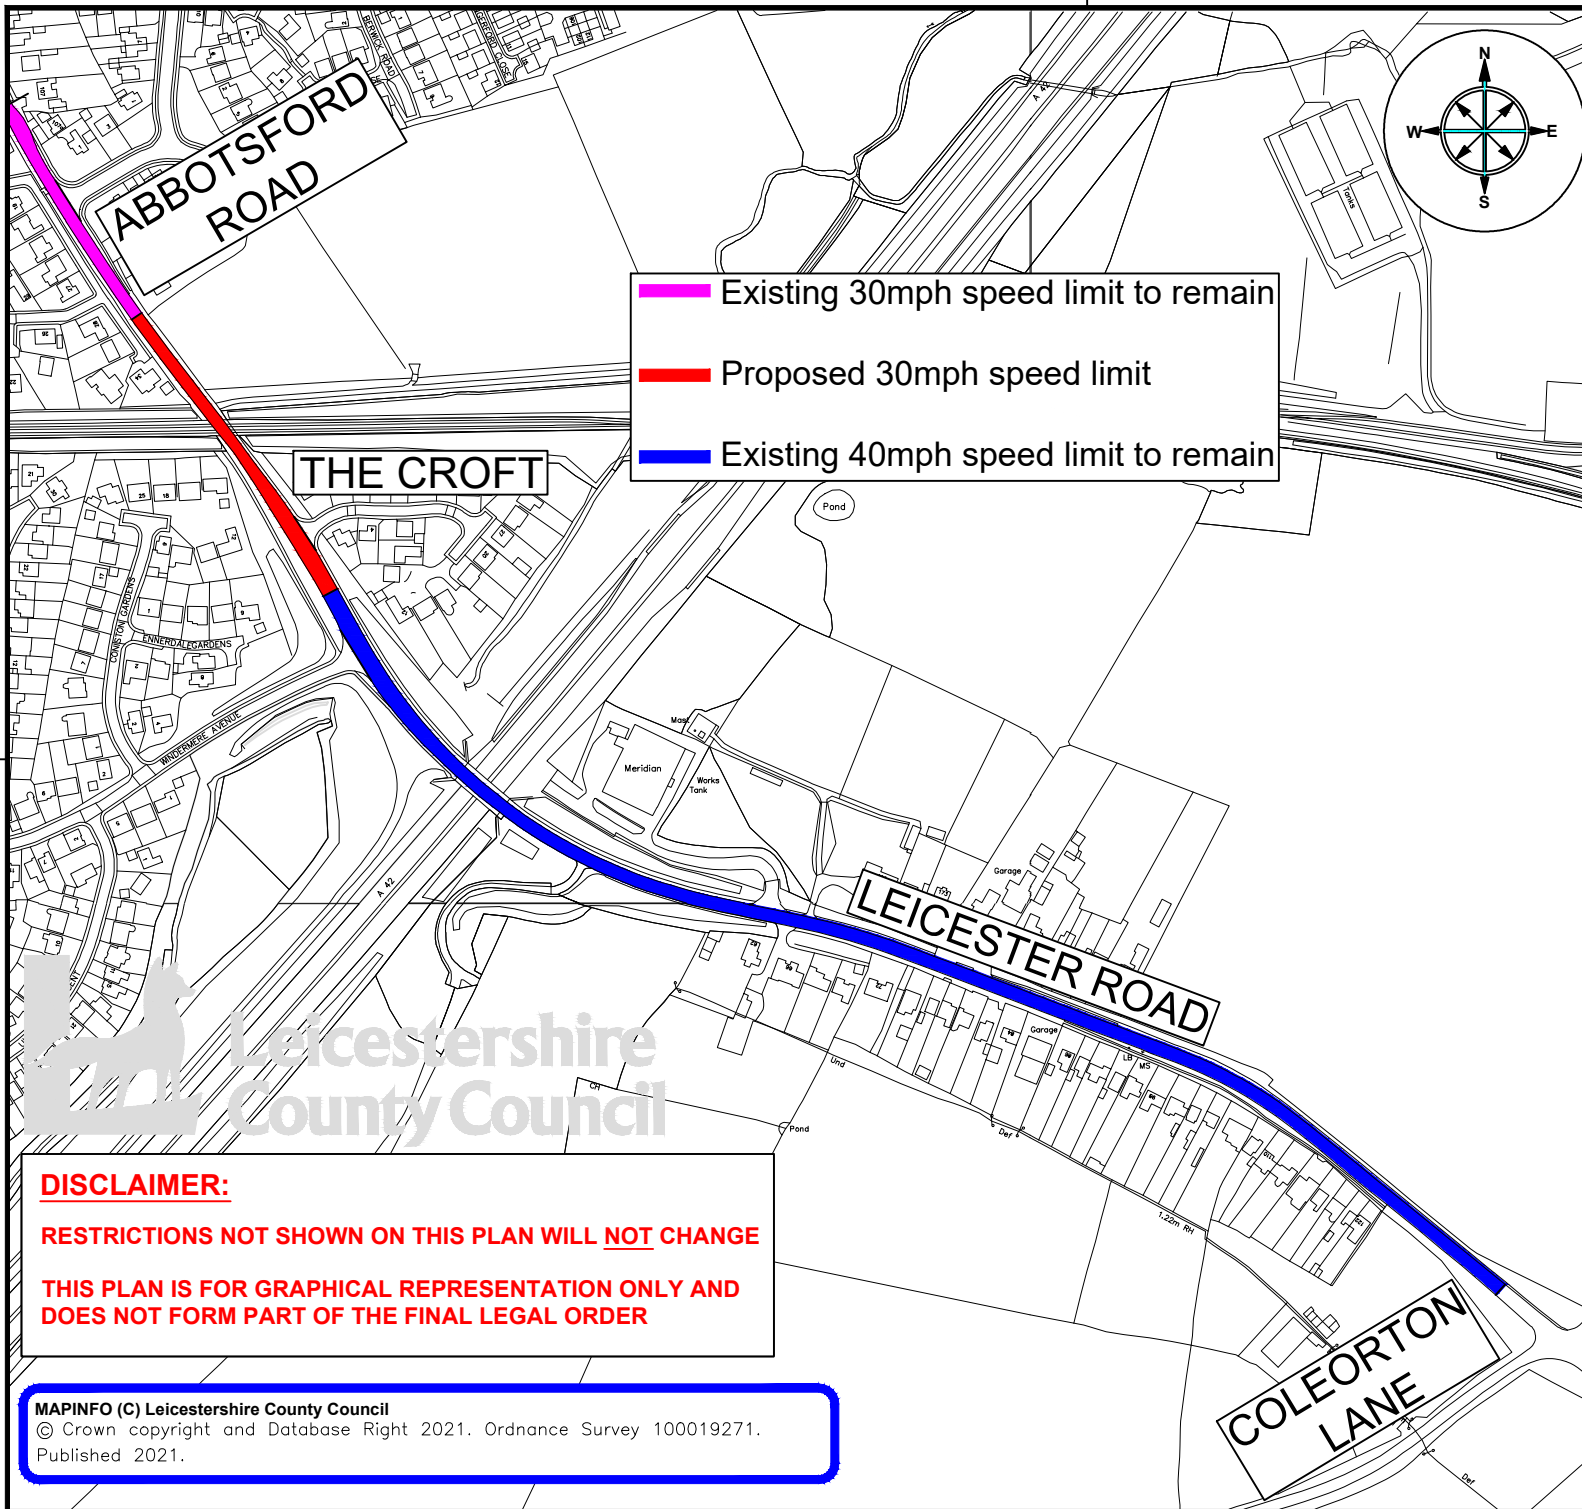 BERWICK ROAD
ABBOTSFORD
ROAD
A 42
N
W
E
S
Tanks
Existing 30mph speed limit to remain
Proposed 30mph speed limit
Existing 40mph speed limit to remain
THE CROFT
Pond
CONISTON GARDENS
ENNERDALE GARDENS
WINDERMERE AVENUE
Mast
Meridian
Works
Tank
A 42
Garage
LEICESTER ROAD
Garage
LB
MS
Und
CH
Pond
Def
1.22m RH
Leicestershire
County Council
DISCLAIMER:
RESTRICTIONS NOT SHOWN ON THIS PLAN WILL NOT CHANGE
THIS PLAN IS FOR GRAPHICAL REPRESENTATION ONLY AND
DOES NOT FORM PART OF THE FINAL LEGAL ORDER
COLEORTON
LANE
Def
MAPINFO (C) Leicestershire County Council
© Crown copyright and Database Right 2021. Ordnance Survey 100019271.
Published 2021.